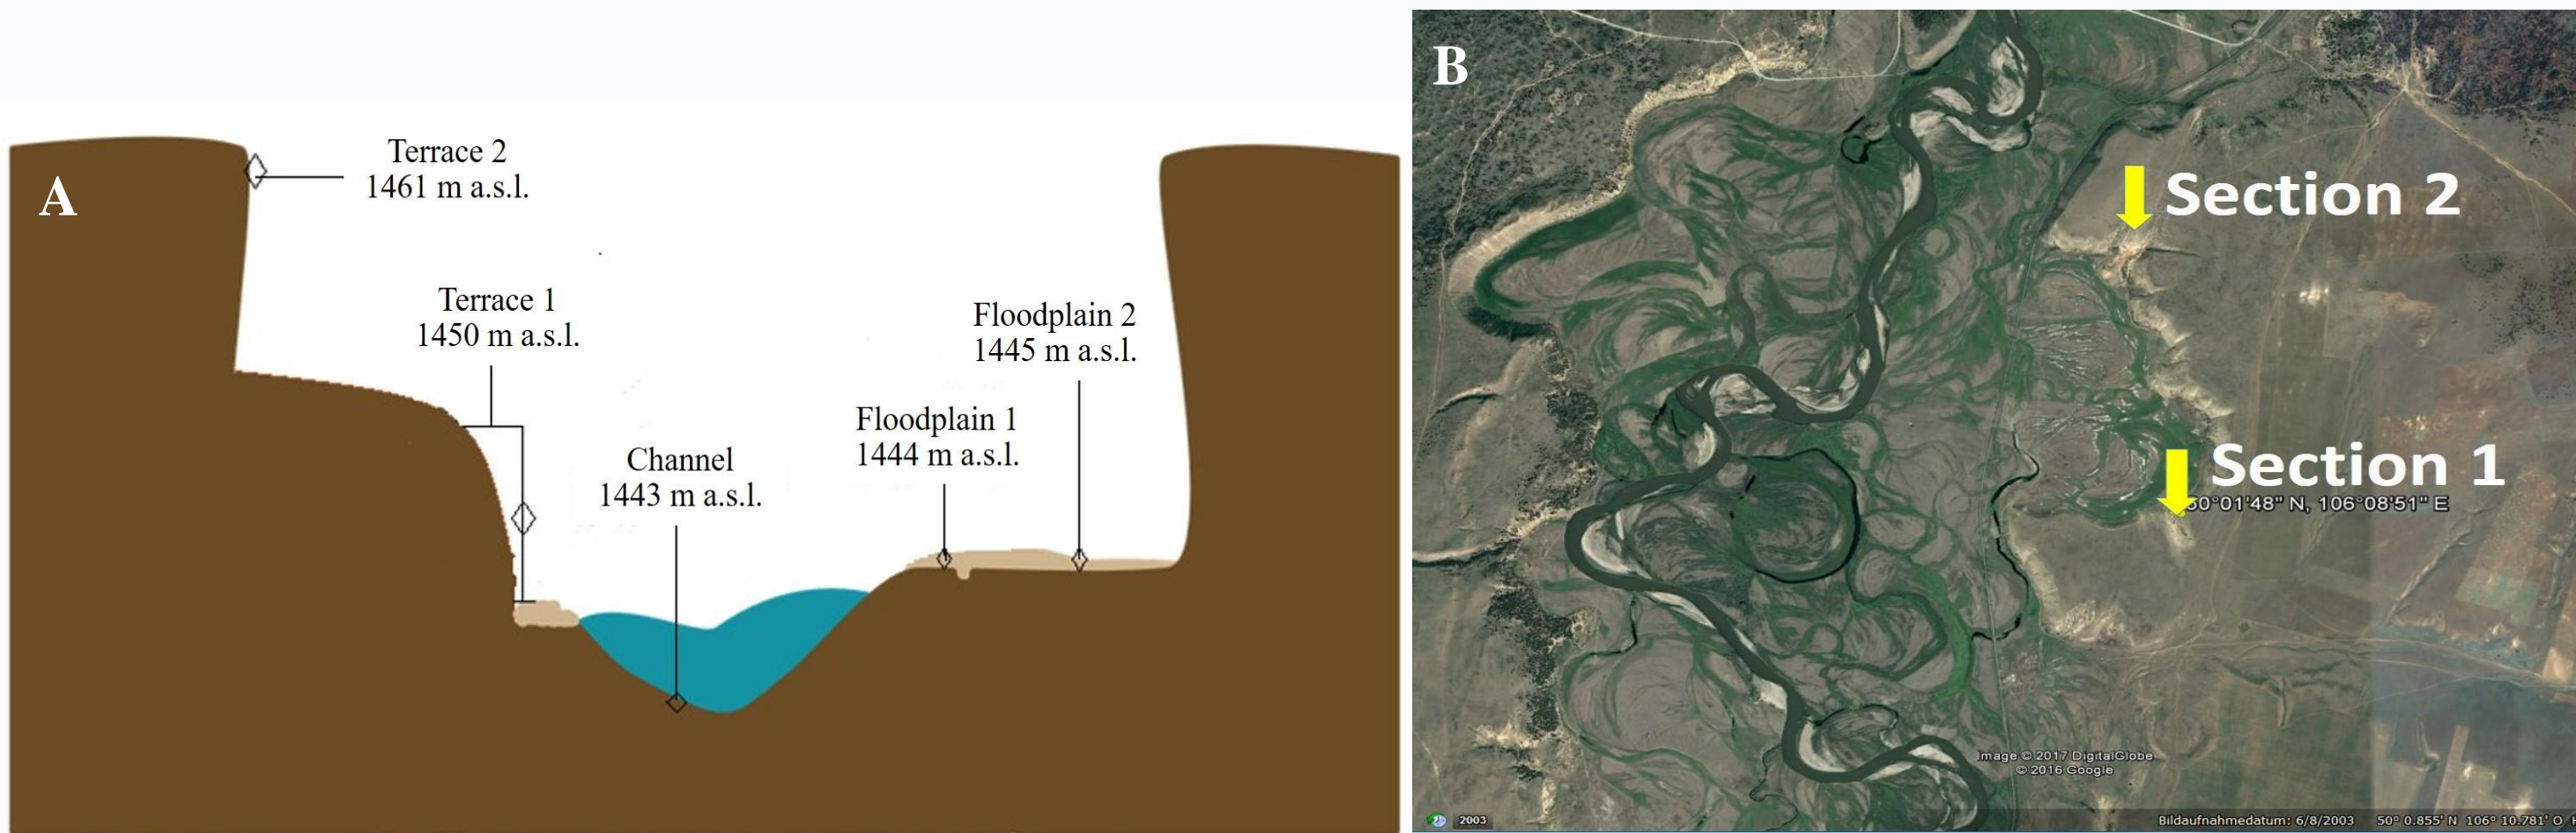 A
Terrace 2
1461 m a.s.l.
Terrace 1
1450 m a.s.l.
Channel
1443 m a.s.l.
Floodplain 1
1444 m a.s.l.
Floodplain 2
1445 m a.s.l.
B
Section 2
Section 1
50°01'48" N, 106°08'51" E
Image © 2017 DigitalGlobe
© 2016 Google
2003
Bildaufnahmedatum: 6/8/2003 50° 0.855' N 106° 10.781' O